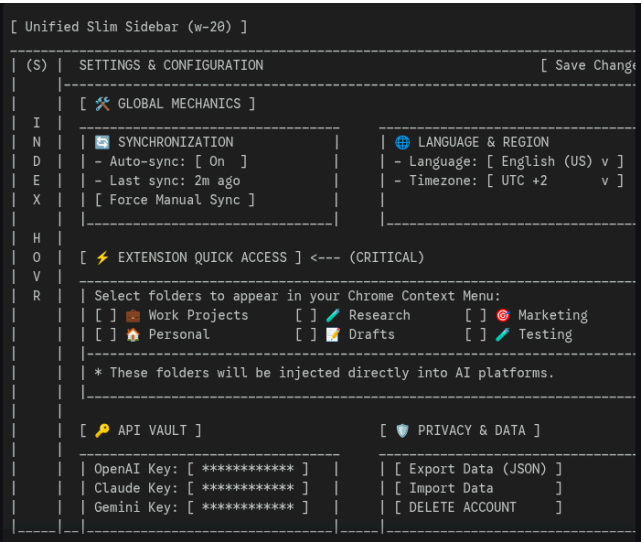 [ Unified Slim Sidebar (w-20) ]
(S) SETTINGS & CONFIGURATION [ Save Change
[ 🛠️ GLOBAL MECHANICS ]
I
N 🔄 SYNCHRONIZATION 🌐 LANGUAGE & REGION
D - Auto-sync: [ On ] - Language: [ English (US) v ]
E - Last sync: 2m ago - Timezone: [ UTC +2 v ]
X [ Force Manual Sync ]
H
O [ ⚡ EXTENSION QUICK ACCESS ] <--- (CRITICAL)
V
R Select folders to appear in your Chrome Context Menu:
[ ] 💼 Work Projects [ ] 🧪 Research [ ] 🎯 Marketing
[ ] 🏠 Personal [ ] 📝 Drafts [ ] 🧪 Testing
* These folders will be injected directly into AI platforms.
[ 🔑 API VAULT ] [ 🛡️ PRIVACY & DATA ]
OpenAI Key: [ ************ ] [ Export Data (JSON) ]
Claude Key: [ ************ ] [ Import Data ]
Gemini Key: [ ************ ] [ DELETE ACCOUNT ]